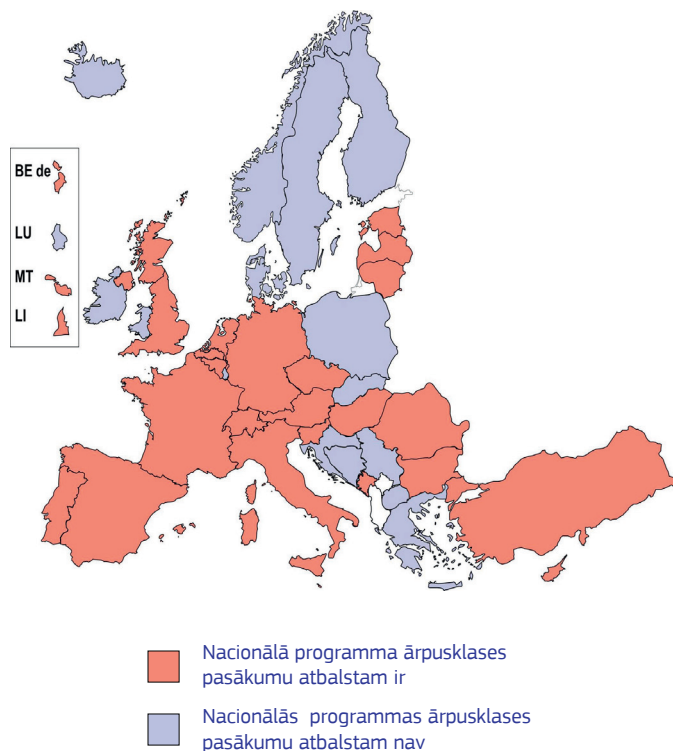 BE de
LU
MT
LI
Nacionālā programma ārpusklases
pasākumu atbalstam ir
Nacionālās programmas ārpusklases
pasākumu atbalstam nav